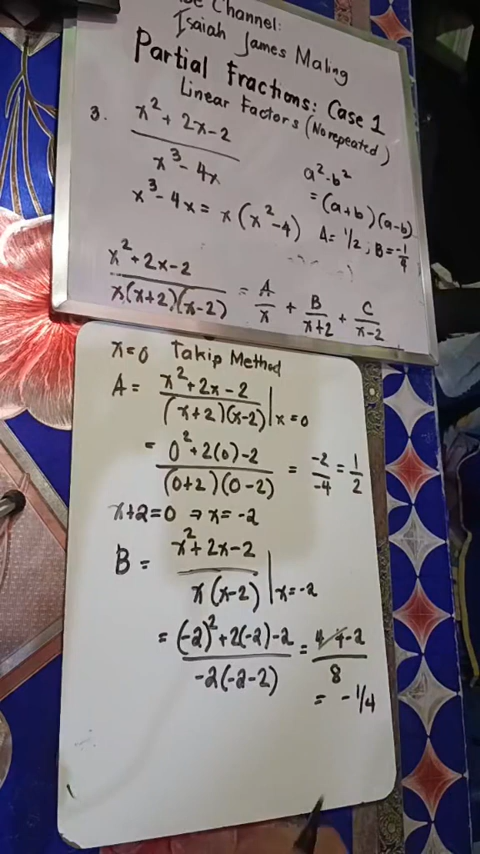 Channel:
Isaiah James Maling
Partial Fractions: Case 1
Linear Factors (No repeated)
3. x²+2x-2 / x³-4x
a²-b²
=(a+b)(a-b)
x³-4x = x(x²-4) A=1/2; B=-1/4
x²+2x-2 / x(x+2)(x-2) = A/x + B/x+2 + C/x-2
x=0 Takip Method
A = x²+2x-2 / (x+2)(x-2) | x=0
= 0²+2(0)-2 / (0+2)(0-2) = -2/-4 = 1/2
x+2=0 ⇒ x=-2
B = x²+2x-2 / x(x-2) | x=-2
= (-2)²+2(-2)-2 / -2(-2-2) = 4-4-2 / 8
= -1/4